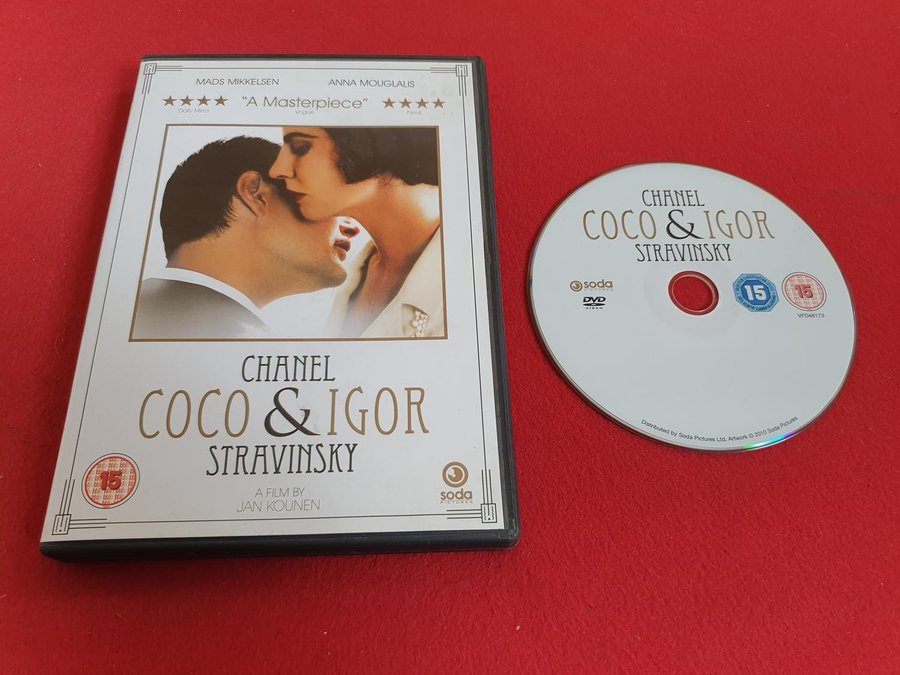 MADS MIKKELSEN ANNA MOUGLALIS
★★★★ "A Masterpiece" ★★★★
Daily Mirror Vogue Film4
CHANEL
COCO & IGOR
STRAVINSKY
15
A FILM BY
JAN KOUNEN
soda
PICTURES
CHANEL
COCO & IGOR
STRAVINSKY
soda
PICTURES
DVD
VIDEO
15
15
VFD48173
Distributed by Soda Pictures Ltd. Artwork © 2010 Soda Pictures.